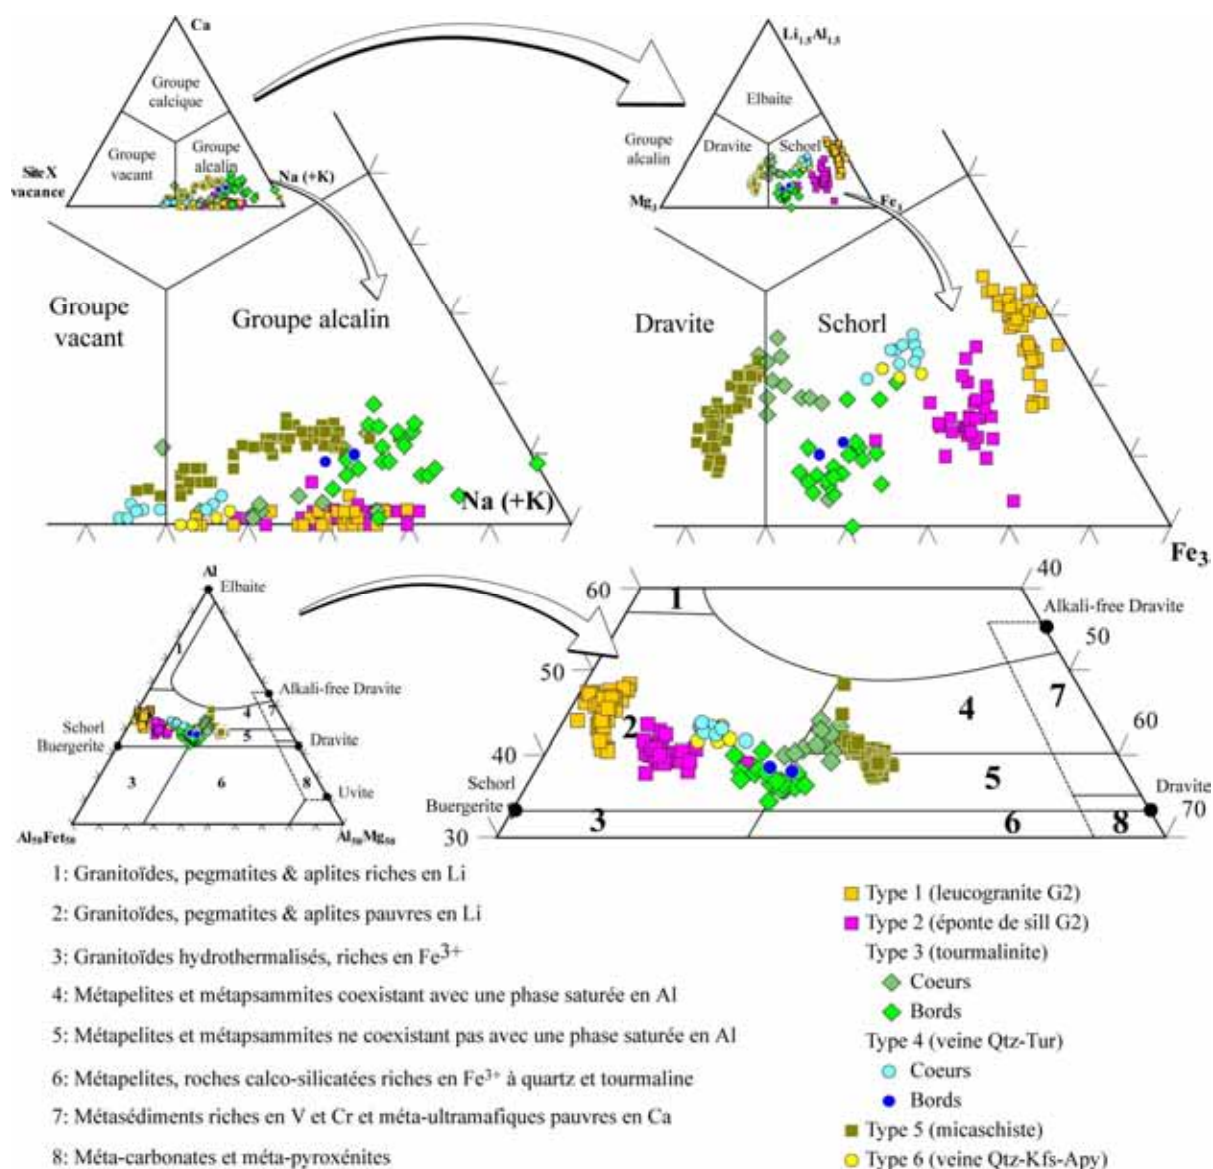 Ca
Groupe calcique
Groupe vacant
Groupe alcalin
Site X vacance
Na (+K)
Li1.5Al1.5
Elbaite
Groupe alcalin
Dravite
Schorl
Mg3
Fe3
Groupe vacant
Groupe alcalin
Na (+K)
Dravite
Schorl
Fe3
Al
Elbaite
1
Alkali-free Dravite
4
7
Schorl
Buergerite
5
Dravite
3
6
8
Uvite
Al50Fet50
Al50Mg50
60
1
40
Alkali-free Dravite
50
50
2
4
7
60
40
5
Schorl
Buergerite
Dravite
3
6
8
70
30
1: Granitoïdes, pegmatites & aplites riches en Li
2: Granitoïdes, pegmatites & aplites pauvres en Li
3: Granitoïdes hydrothermalisés, riches en Fe3+
4: Métapelites et métapsammites coexistant avec une phase saturée en Al
5: Métapelites et métapsammites ne coexistant pas avec une phase saturée en Al
6: Métapelites, roches calco-silicatées riches en Fe3+ à quartz et tourmaline
7: Métasédiments riches en V et Cr et méta-ultramafiques pauvres en Ca
8: Méta-carbonates et méta-pyroxénites
Type 1 (leucogranite G2)
Type 2 (éponte de sill G2)
Type 3 (tourmalinite)
Coeurs
Bords
Type 4 (veine Qtz-Tur)
Coeurs
Bords
Type 5 (micaschiste)
Type 6 (veine Qtz-Kfs-Apy)